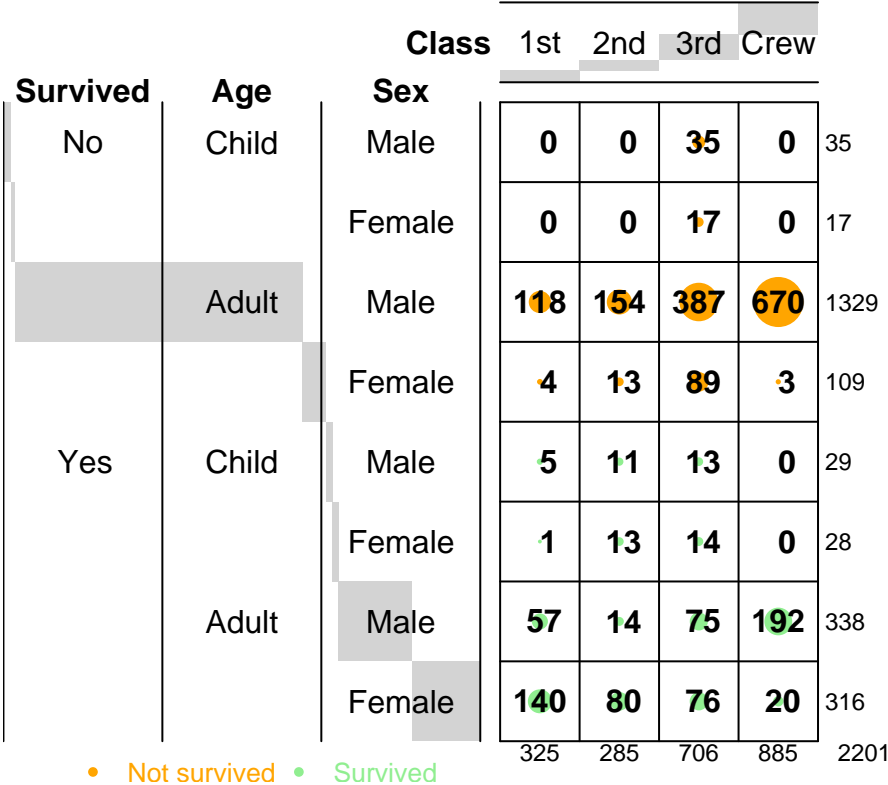 Class 1st 2nd 3rd Crew
Survived Age Sex
No Child Male 0 0 35 0 35
Female 0 0 17 0 17
Adult Male 118 154 387 670 1329
Female 4 13 89 3 109
Yes Child Male 5 11 13 0 29
Female 1 13 14 0 28
Adult Male 57 14 75 192 338
Female 140 80 76 20 316
325 285 706 885 2201
Not survived Survived